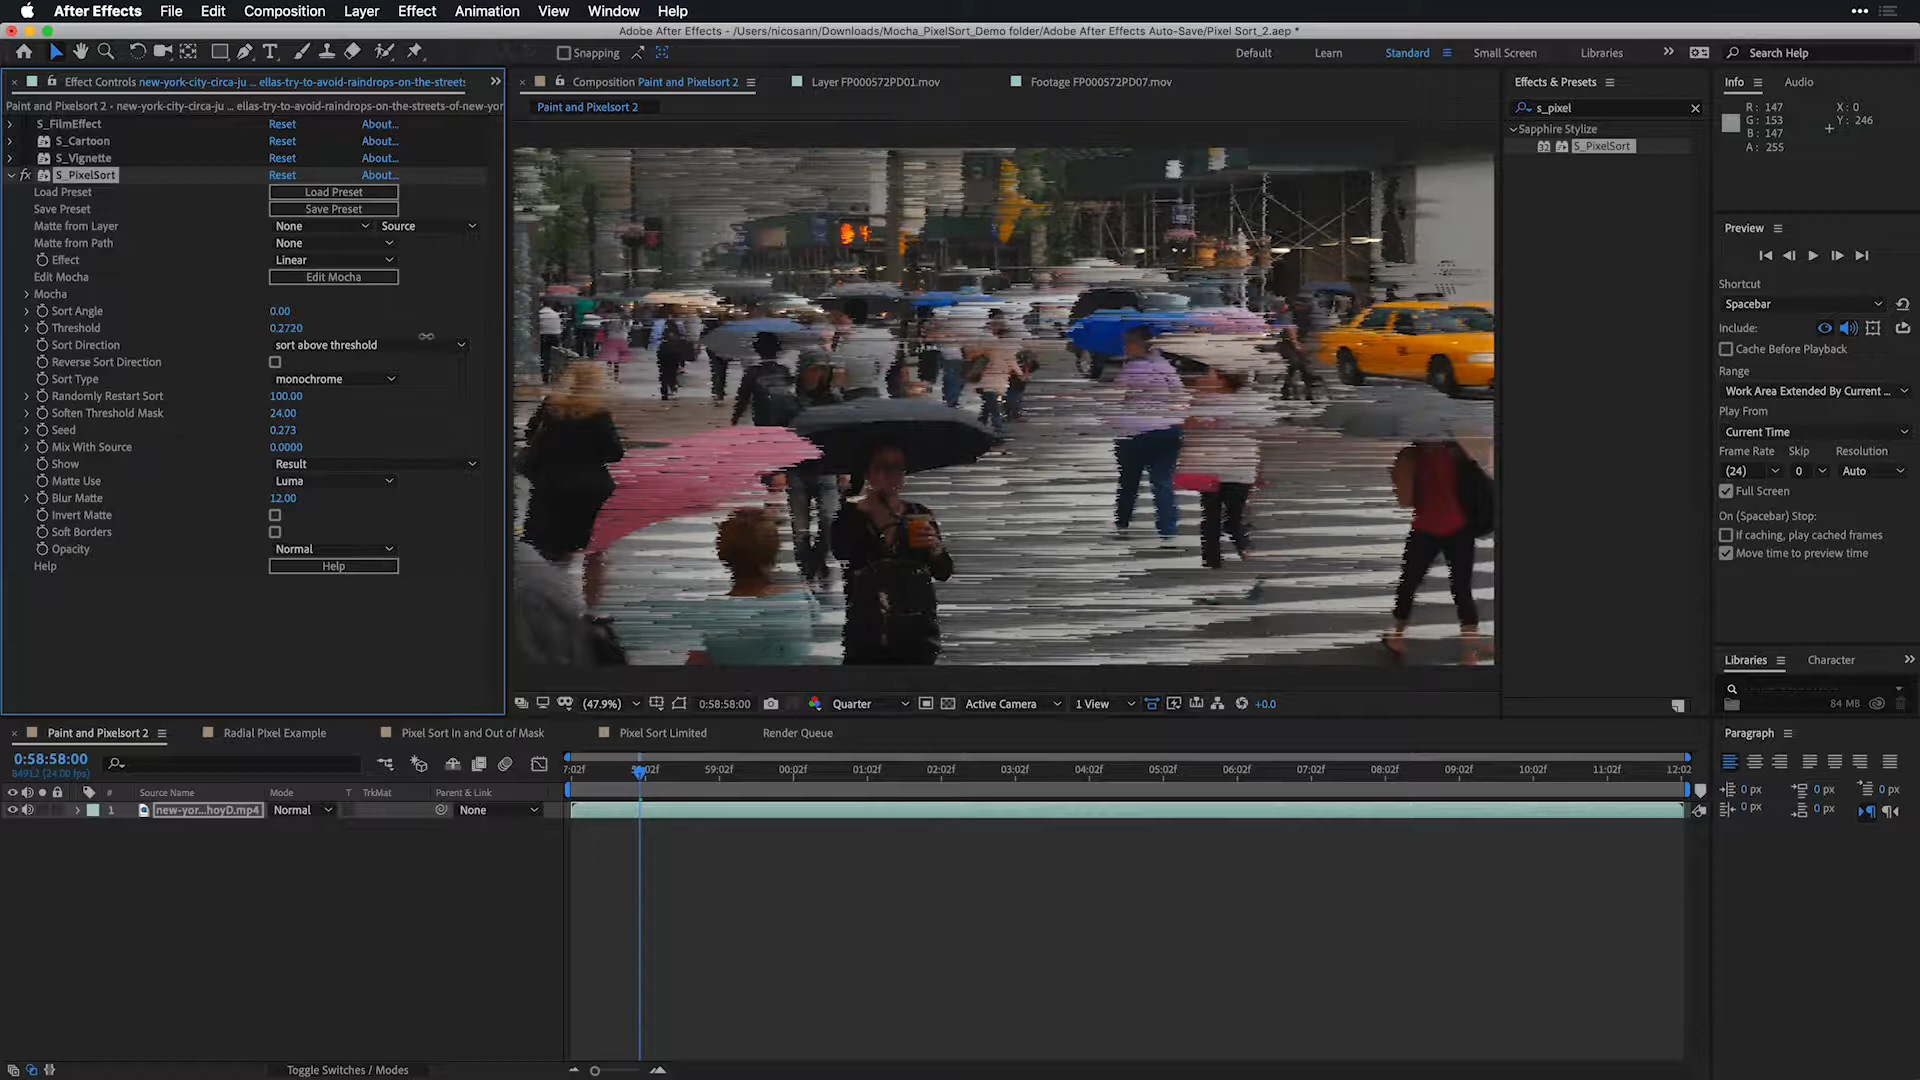 After Effects File Edit Composition Layer Effect Animation View Window Help
Adobe After Effects - /Users/nicosann/Downloads/Mocha_PixelSort_Demo folder/Adobe After Effects Auto-Save/Pixel Sort_2.aep *
Snapping Default Learn Standard Small Screen Libraries Search Help
Effect Controls new-york-city-circa-ju ... ellas-try-to-avoid-raindrops-on-the-streets
Paint and Pixelsort 2 • new-york-city-circa-ju ... ellas-try-to-avoid-raindrops-on-the-streets-of-new-yor
S_FilmEffect Reset About...
S_Cartoon Reset About...
S_Vignette Reset About...
fx S_PixelSort Reset About...
Load Preset Load Preset
Save Preset Save Preset
Matte from Layer None Source
Matte from Path None
Effect Linear
Edit Mocha Edit Mocha
Mocha
Sort Angle 0.00
Threshold 0.2720
Sort Direction sort above threshold
Reverse Sort Direction
Sort Type monochrome
Randomly Restart Sort 100.00
Soften Threshold Mask 24.00
Seed 0.273
Mix With Source 0.0000
Show Result
Matte Use Luma
Blur Matte 12.00
Invert Matte
Soft Borders
Opacity Normal
Help Help
Composition Paint and Pixelsort 2 Layer FP000572PD01.mov Footage FP000572PD07.mov
Paint and Pixelsort 2
(47.9%) 0:58:58:00 Quarter Active Camera 1 View +0.0
Effects & Presets
s_pixel
Sapphire Stylize
32 S_PixelSort
Info Audio
R: 147 X: 0
G: 153 Y: 246
B: 147
A: 255
Preview
Shortcut
Spacebar
Include:
Cache Before Playback
Range
Work Area Extended By Current ...
Play From
Current Time
Frame Rate Skip Resolution
(24) 0 Auto
Full Screen
On (Spacebar) Stop:
If caching, play cached frames
Move time to preview time
Libraries Character
84 MB
Paragraph
0 px 0 px 0 px
0 px 0 px
Paint and Pixelsort 2 Radial Pixel Example Pixel Sort In and Out of Mask Pixel Sort Limited Render Queue
0:58:58:00
84912 (24.00 fps)
7:02f 59:02f 00:02f 01:02f 02:02f 03:02f 04:02f 05:02f 06:02f 07:02f 08:02f 09:02f 10:02f 11:02f 12:02
# Source Name Mode T TrkMat Parent & Link
1 new-yor...hoyD.mp4 Normal None
Toggle Switches / Modes